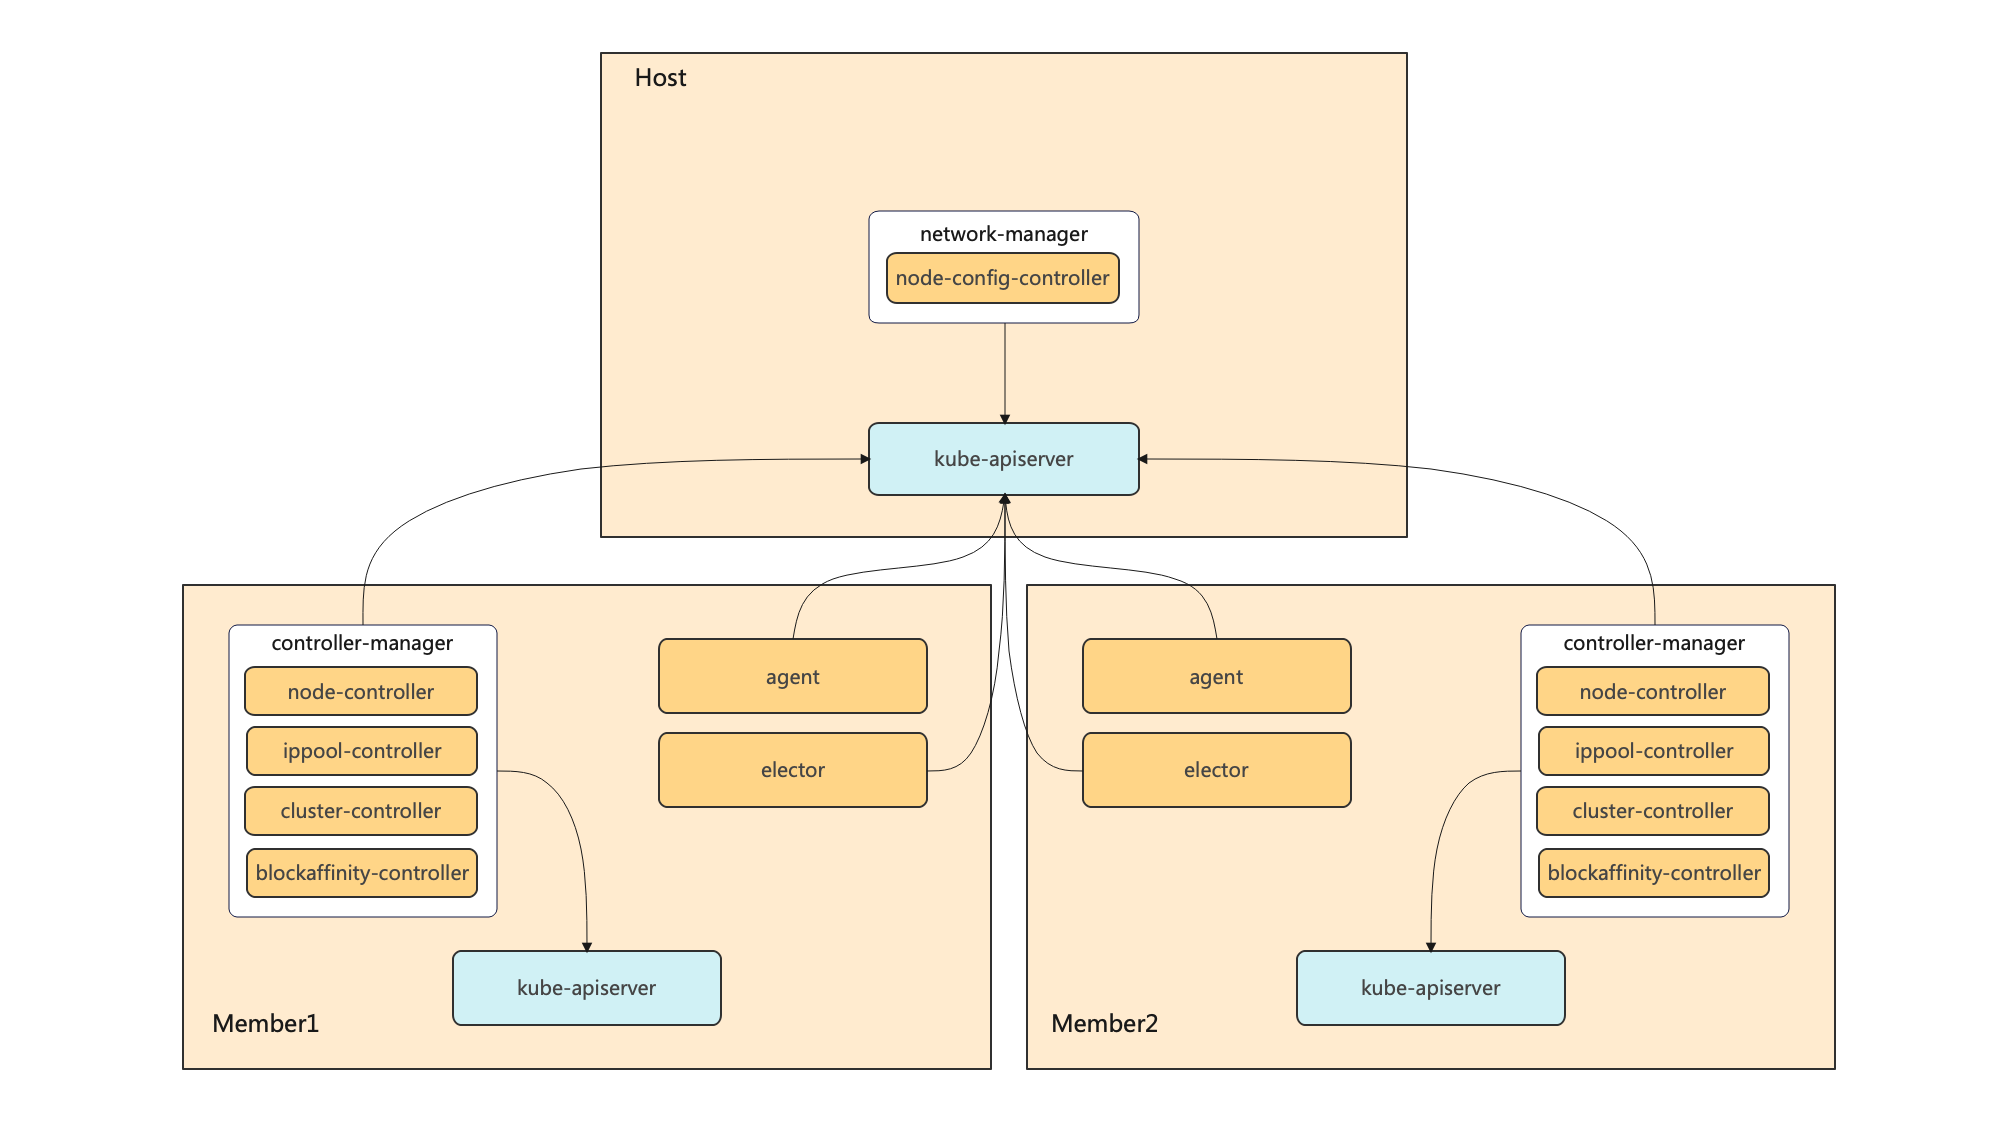 Host
network-manager
node-config-controller
kube-apiserver
controller-manager
node-controller
ippool-controller
cluster-controller
blockaffinity-controller
agent
elector
kube-apiserver
Member1
agent
elector
controller-manager
node-controller
ippool-controller
cluster-controller
blockaffinity-controller
kube-apiserver
Member2